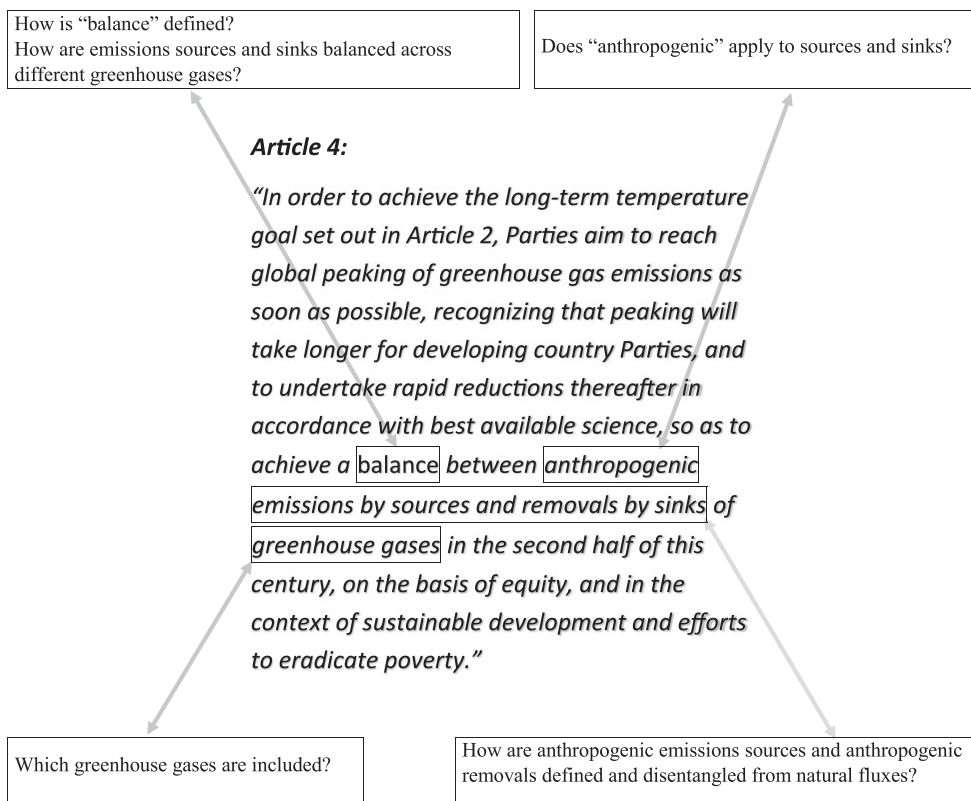 How is “balance” defined?
How are emissions sources and sinks balanced across
different greenhouse gases?
Does “anthropogenic” apply to sources and sinks?
Article 4:
“In order to achieve the long-term temperature
goal set out in Article 2, Parties aim to reach
global peaking of greenhouse gas emissions as
soon as possible, recognizing that peaking will
take longer for developing country Parties, and
to undertake rapid reductions thereafter in
accordance with best available science, so as to
achieve a balance between anthropogenic
emissions by sources and removals by sinks of
greenhouse gases in the second half of this
century, on the basis of equity, and in the
context of sustainable development and efforts
to eradicate poverty.”
Which greenhouse gases are included?
How are anthropogenic emissions sources and anthropogenic
removals defined and disentangled from natural fluxes?